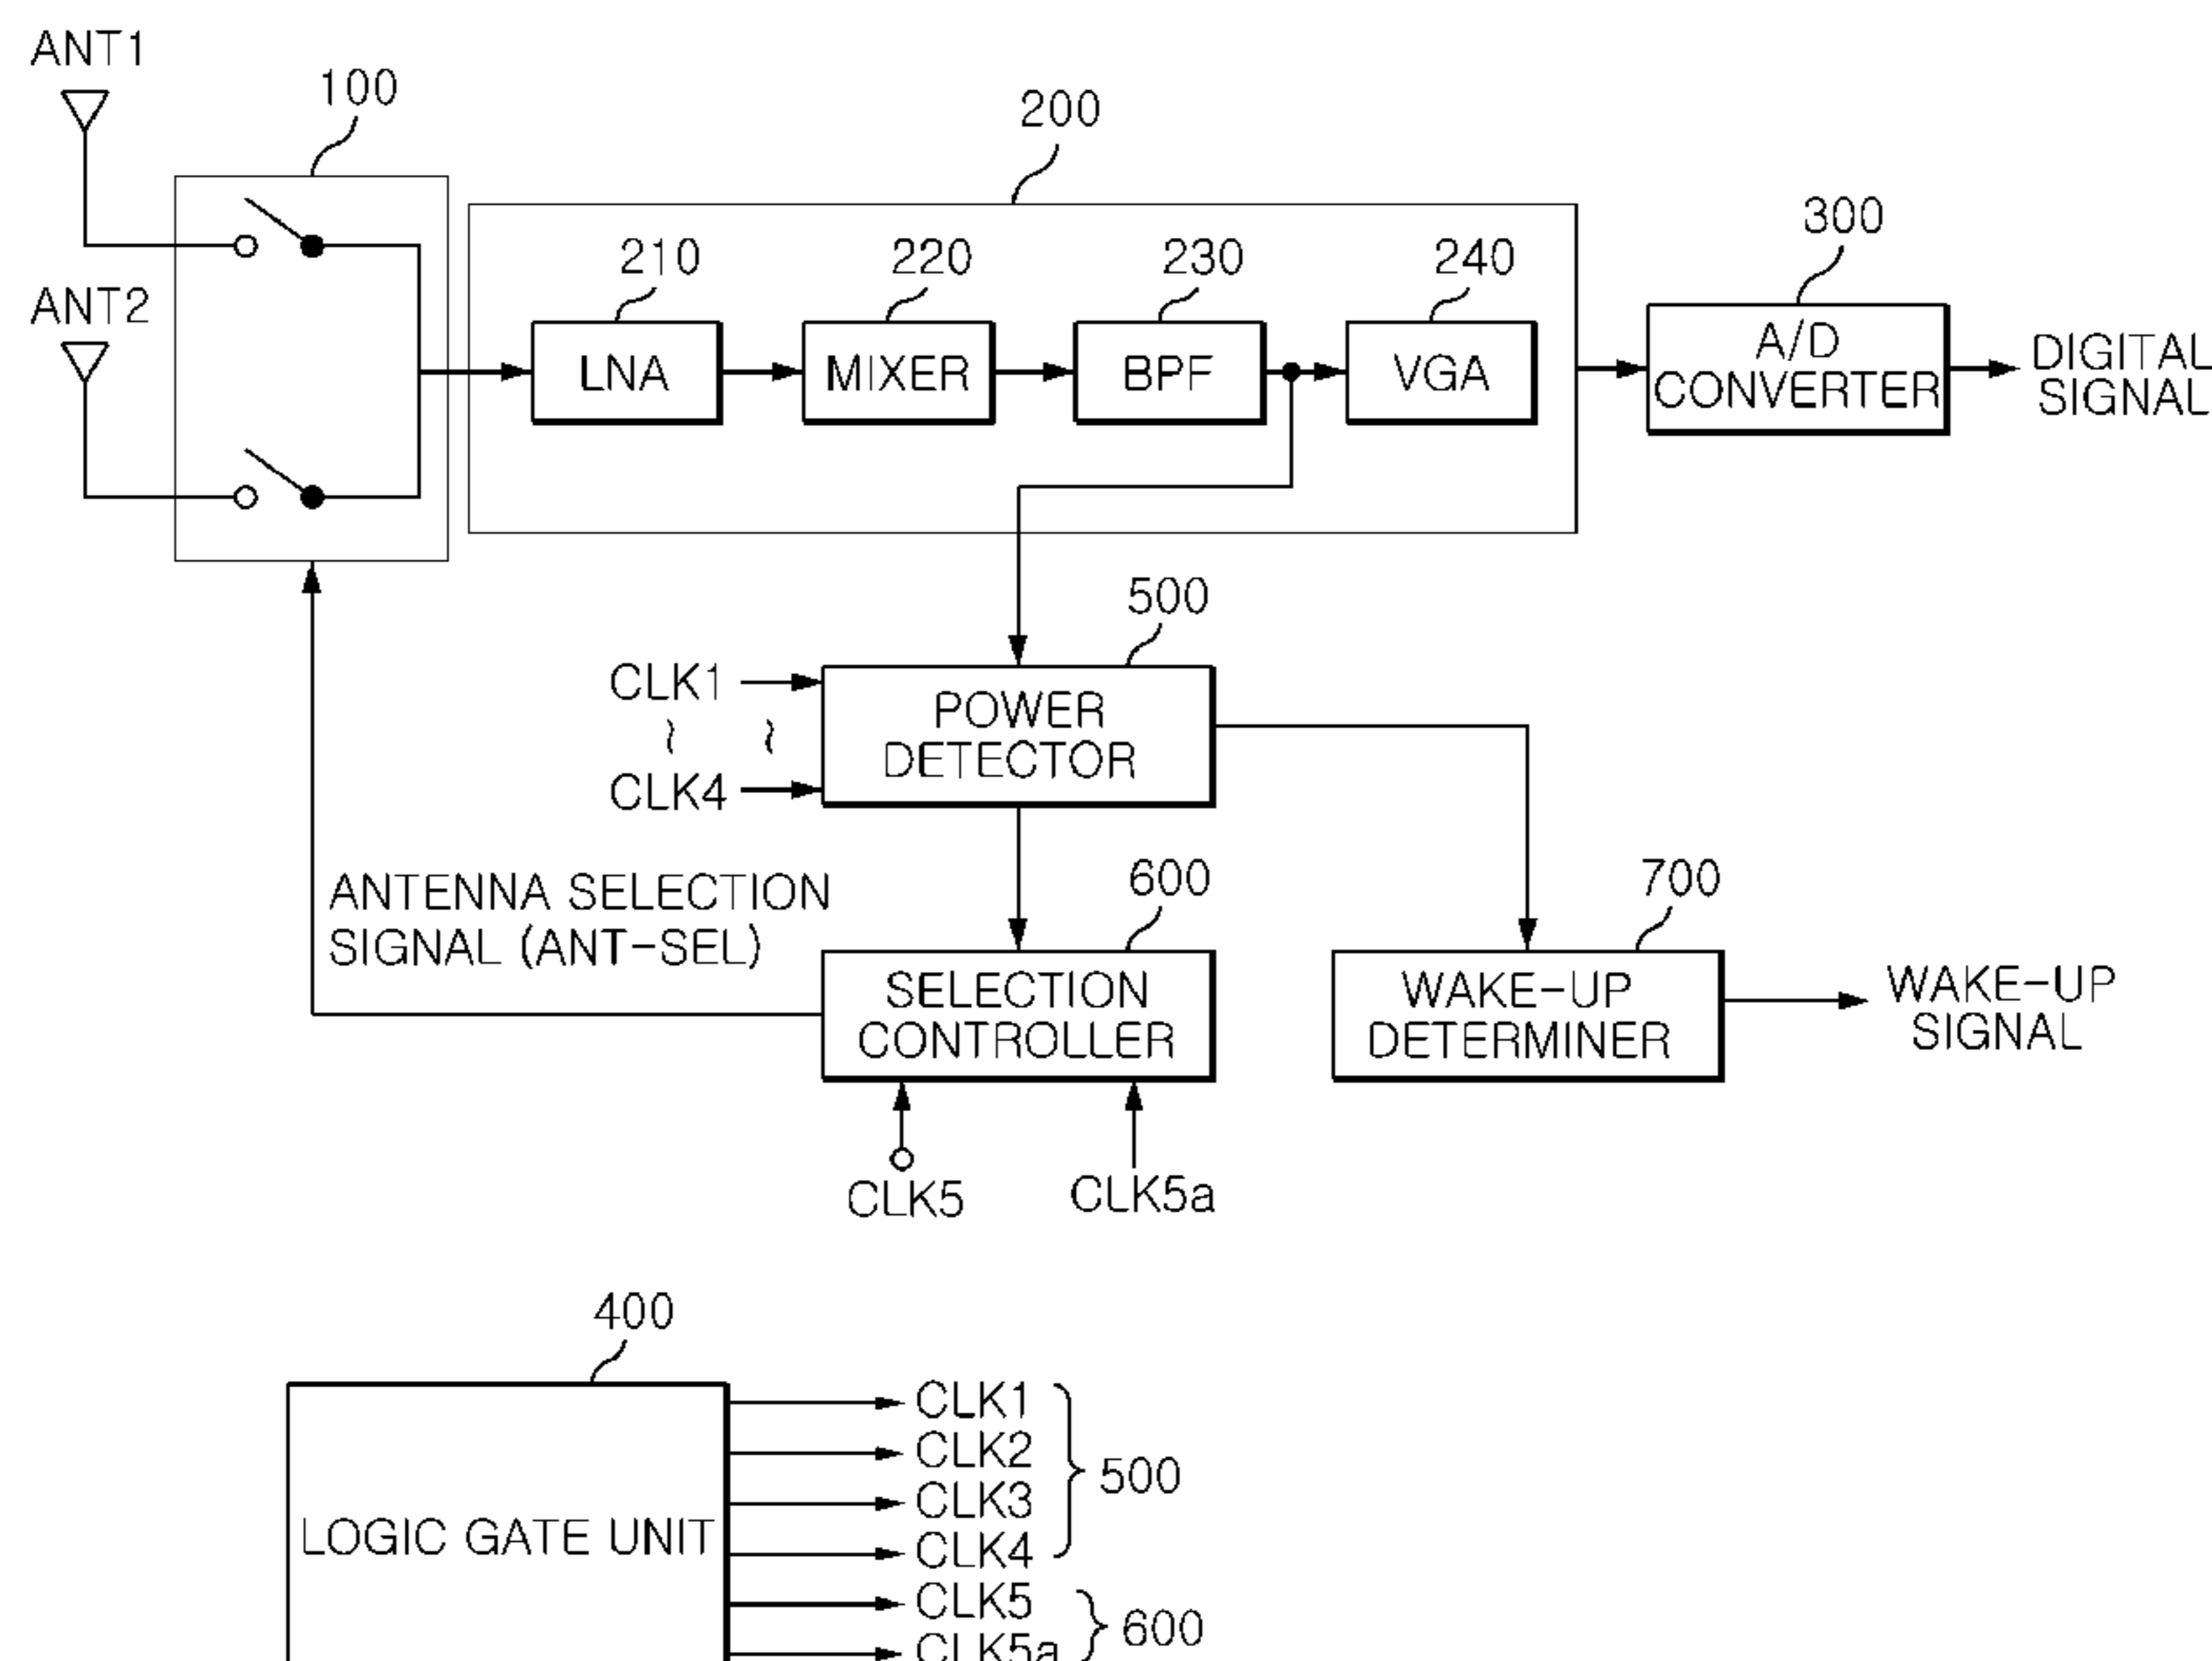 ANT1
100
200
300
ANT2
210
220
230
240
LNA
MIXER
BPF
VGA
A/D
CONVERTER
DIGITAL
SIGNAL
500
CLK1
~ ~
CLK4
POWER
DETECTOR
ANTENNA SELECTION
SIGNAL (ANT-SEL)
600
700
SELECTION
CONTROLLER
WAKE-UP
DETERMINER
WAKE-UP
SIGNAL
CLK5
CLK5a
400
LOGIC GATE UNIT
CLK1
CLK2
CLK3
CLK4
500
CLK5
CLK5a
600